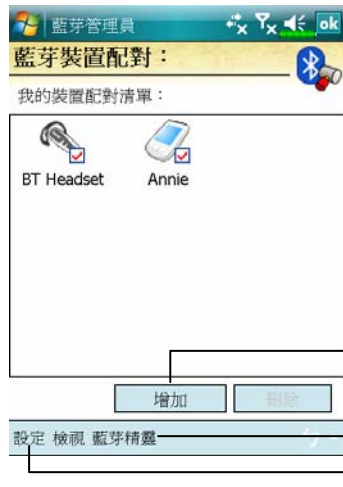 藍芽管理員 ok
藍芽裝置配對：
我的裝置配對清單：
BT Headset Annie
增加 刪除
設定 檢視 藍芽精靈